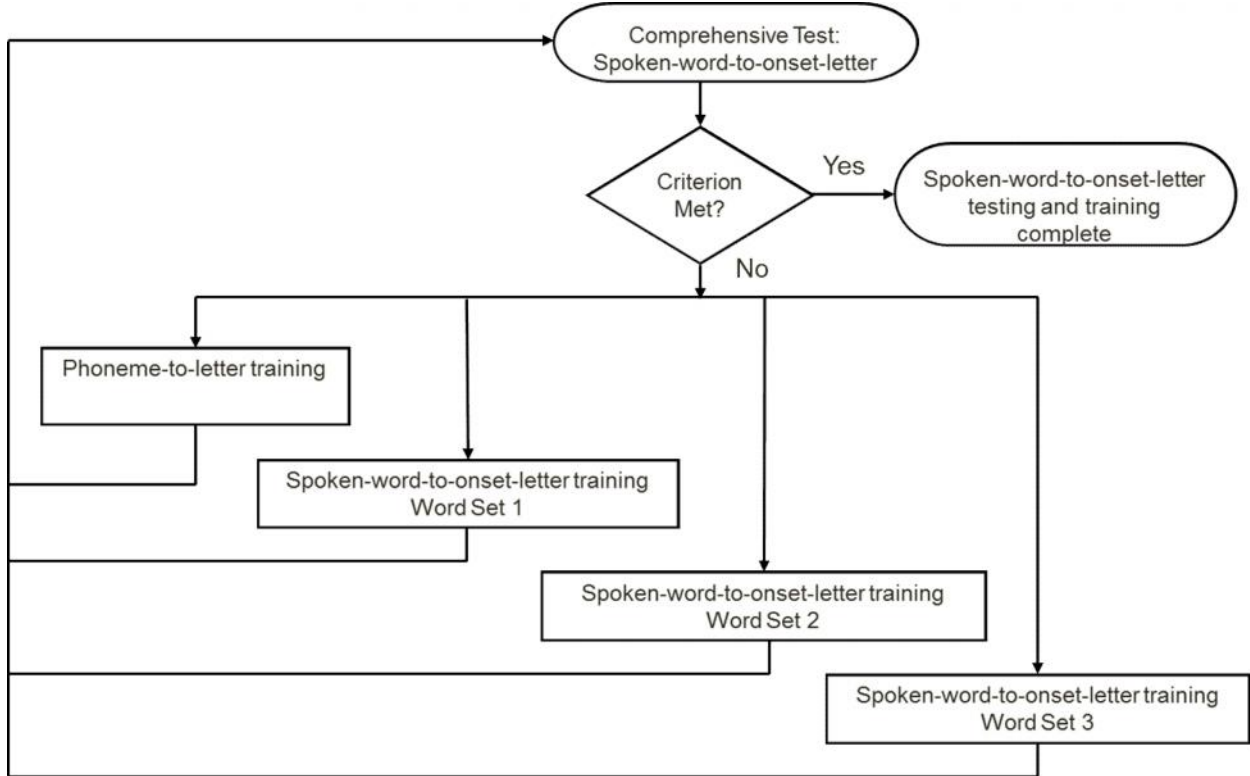 Comprehensive Test:
Spoken-word-to-onset-letter
Criterion
Met?
Yes
Spoken-word-to-onset-letter
testing and training
complete
No
Phoneme-to-letter training
Spoken-word-to-onset-letter training
Word Set 1
Spoken-word-to-onset-letter training
Word Set 2
Spoken-word-to-onset-letter training
Word Set 3